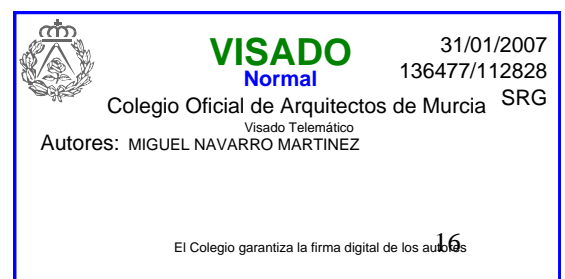 VISADO
Normal
31/01/2007
136477/112828
Colegio Oficial de Arquitectos de Murcia SRG
Visado Telemático
Autores: MIGUEL NAVARRO MARTINEZ
El Colegio garantiza la firma digital de los autores
16